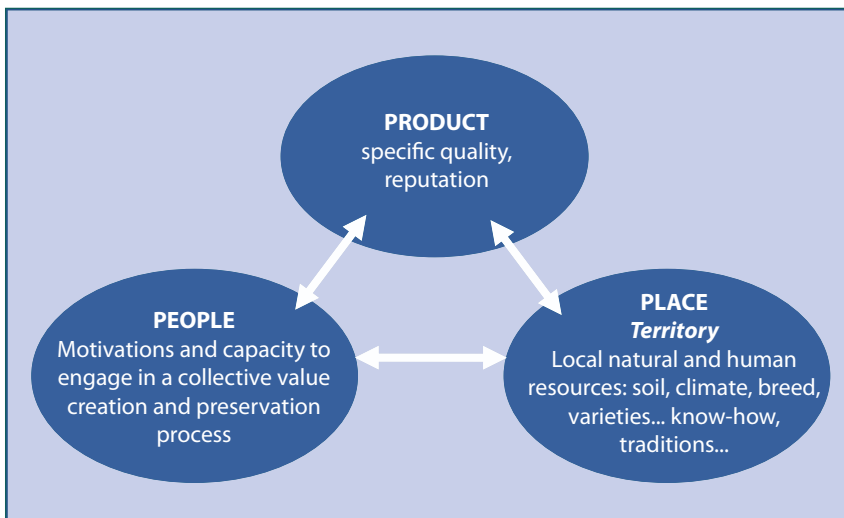 PRODUCT
specific quality,
reputation
PEOPLE
Motivations and capacity to
engage in a collective value
creation and preservation
process
PLACE
Territory
Local natural and human
resources: soil, climate, breed,
varieties... know-how,
traditions...